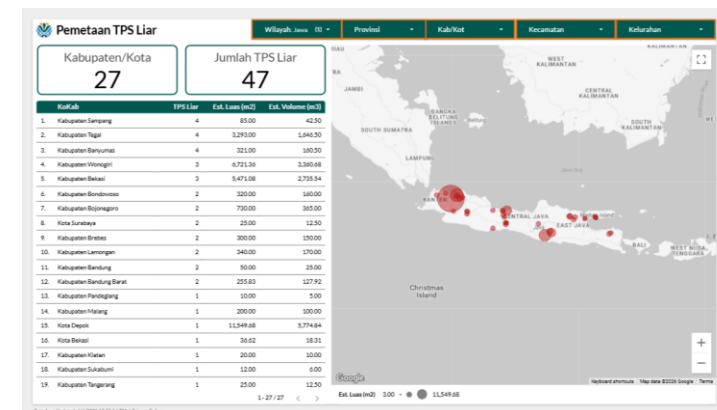 Pemetaan TPS Liar
Wilayah: Jawa (1)
Provinsi
Kab/Kot
Kecamatan
Kelurahan
Kabupaten/Kota
27
Jumlah TPS Liar
47
KoKab TPS Liar Est. Luas (m2) Est. Volume (m3)
1. Kabupaten Sampang 4 85.00 42.50
2. Kabupaten Tegal 4 3,293.00 1,646.50
3. Kabupaten Banyumas 4 321.00 160.50
4. Kabupaten Wonogiri 3 6,721.36 3,360.68
5. Kabupaten Bekasi 3 5,471.08 2,735.54
6. Kabupaten Bondowoso 2 320.00 160.00
7. Kabupaten Bojonegoro 2 730.00 365.00
8. Kota Surabaya 2 25.00 12.50
9. Kabupaten Brebes 2 300.00 150.00
10. Kabupaten Lamongan 2 340.00 170.00
11. Kabupaten Bandung 2 50.00 25.00
12. Kabupaten Bandung Barat 2 255.83 127.92
13. Kabupaten Pandeglang 1 10.00 5.00
14. Kabupaten Malang 1 200.00 100.00
15. Kota Depok 1 11,549.68 5,774.84
16. Kota Bekasi 1 36.62 18.31
17. Kabupaten Klaten 1 20.00 10.00
18. Kabupaten Sukabumi 1 12.00 6.00
19. Kabupaten Tangerang 1 25.00 12.50
1 - 27 / 27
WEST
KALIMANTAN
CENTRAL
KALIMANTAN
JAMBI
BANGKA
BELITUNG
ISLANDS
SOUTH SUMATRA
SOUTH
KALIMANTAN
LAMPUNG
BANTEN
CENTRAL JAVA
EAST JAVA
BALI
WEST NUSA
TENGGARA
Christmas
Island
Google
Keyboard shortcuts Map data ©2026 Google Terms
Est. Luas (m2) 3.00 11,549.68